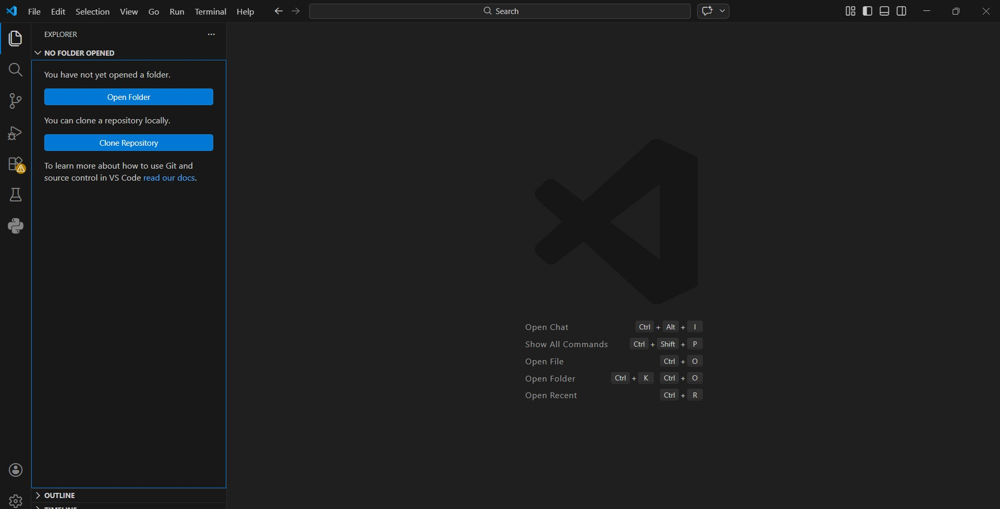 File Edit Selection View Go Run Terminal Help
Search
EXPLORER
NO FOLDER OPENED
You have not yet opened a folder.
Open Folder
You can clone a repository locally.
Clone Repository
To learn more about how to use Git and
source control in VS Code read our docs.
Open Chat Ctrl + Alt + I
Show All Commands Ctrl + Shift + P
Open File Ctrl + O
Open Folder Ctrl + K Ctrl + O
Open Recent Ctrl + R
OUTLINE
TIMELINE